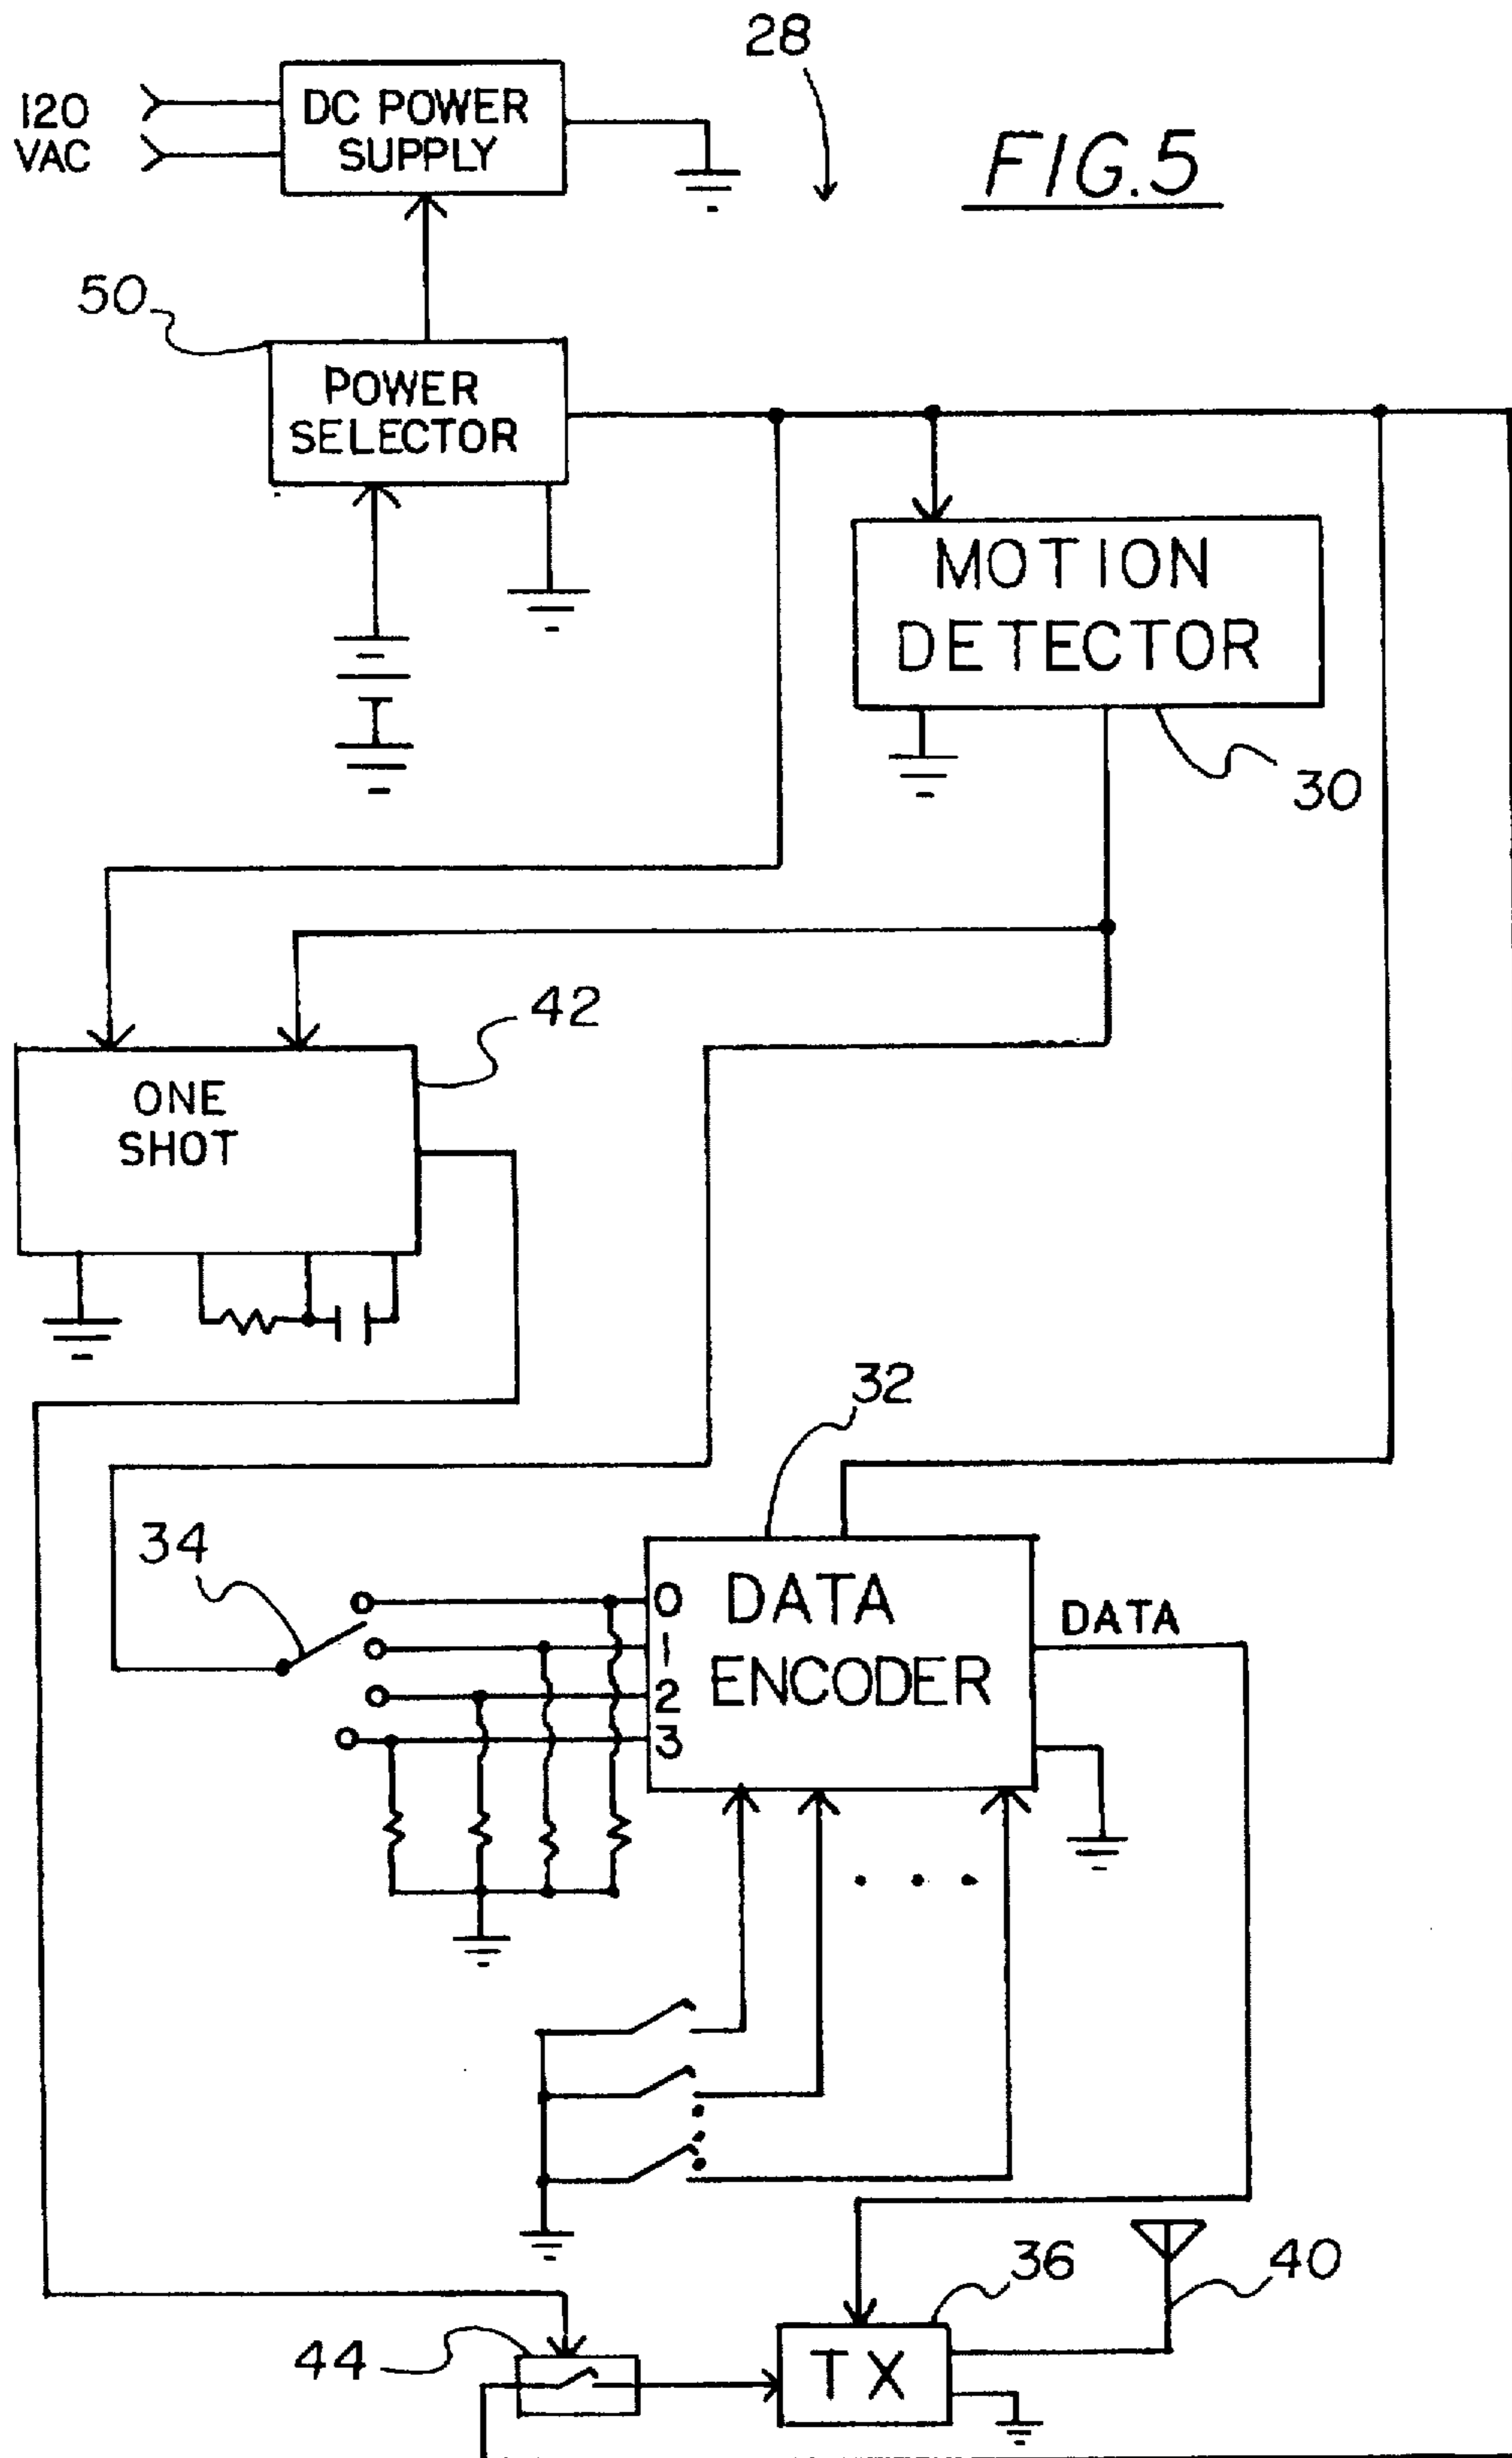 28
120
VAC
DC POWER
SUPPLY
FIG.5
50
POWER
SELECTOR
MOTION
DETECTOR
30
42
ONE
SHOT
32
34
0
1
2
3
DATA
ENCODER
DATA
36
40
44
TX